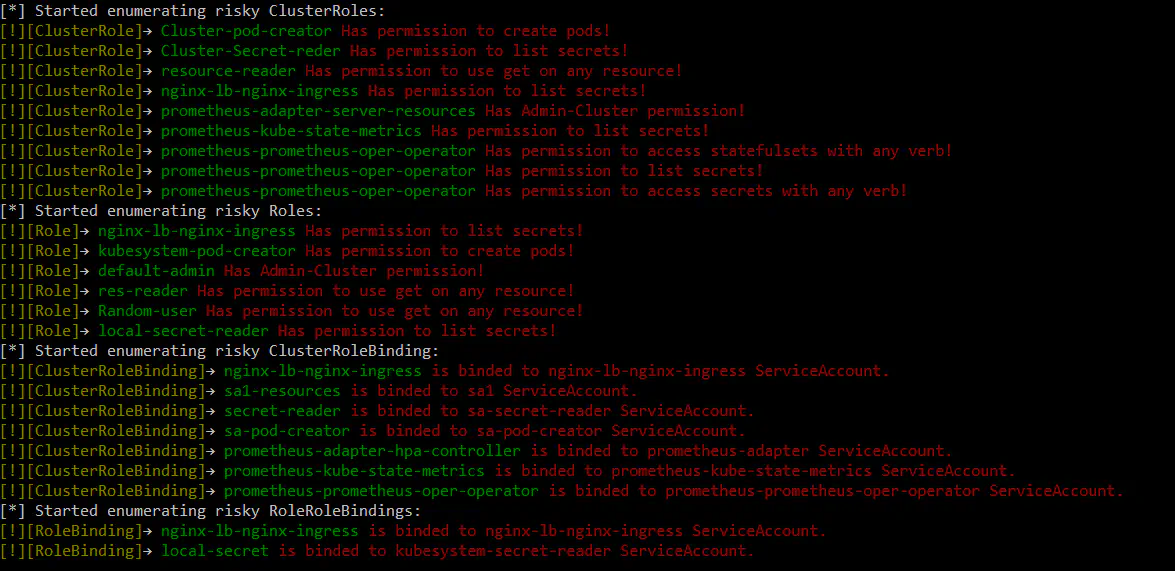 [*] Started enumerating risky ClusterRoles:
[!][ClusterRole]→ Cluster-pod-creator Has permission to create pods!
[!][ClusterRole]→ Cluster-Secret-reder Has permission to list secrets!
[!][ClusterRole]→ resource-reader Has permission to use get on any resource!
[!][ClusterRole]→ nginx-lb-nginx-ingress Has permission to list secrets!
[!][ClusterRole]→ prometheus-adapter-server-resources Has Admin-Cluster permission!
[!][ClusterRole]→ prometheus-kube-state-metrics Has permission to list secrets!
[!][ClusterRole]→ prometheus-prometheus-oper-operator Has permission to access statefulsets with any verb!
[!][ClusterRole]→ prometheus-prometheus-oper-operator Has permission to list secrets!
[!][ClusterRole]→ prometheus-prometheus-oper-operator Has permission to access secrets with any verb!
[*] Started enumerating risky Roles:
[!][Role]→ nginx-lb-nginx-ingress Has permission to list secrets!
[!][Role]→ kubesystem-pod-creator Has permission to create pods!
[!][Role]→ default-admin Has Admin-Cluster permission!
[!][Role]→ res-reader Has permission to use get on any resource!
[!][Role]→ Random-user Has permission to use get on any resource!
[!][Role]→ local-secret-reader Has permission to list secrets!
[*] Started enumerating risky ClusterRoleBinding:
[!][ClusterRoleBinding]→ nginx-lb-nginx-ingress is binded to nginx-lb-nginx-ingress ServiceAccount.
[!][ClusterRoleBinding]→ sa1-resources is binded to sa1 ServiceAccount.
[!][ClusterRoleBinding]→ secret-reader is binded to sa-secret-reader ServiceAccount.
[!][ClusterRoleBinding]→ sa-pod-creator is binded to sa-pod-creator ServiceAccount.
[!][ClusterRoleBinding]→ prometheus-adapter-hpa-controller is binded to prometheus-adapter ServiceAccount.
[!][ClusterRoleBinding]→ prometheus-kube-state-metrics is binded to prometheus-kube-state-metrics ServiceAccount.
[!][ClusterRoleBinding]→ prometheus-prometheus-oper-operator is binded to prometheus-prometheus-oper-operator ServiceAccount.
[*] Started enumerating risky RoleRoleBindings:
[!][RoleBinding]→ nginx-lb-nginx-ingress is binded to nginx-lb-nginx-ingress ServiceAccount.
[!][RoleBinding]→ local-secret is binded to kubesystem-secret-reader ServiceAccount.